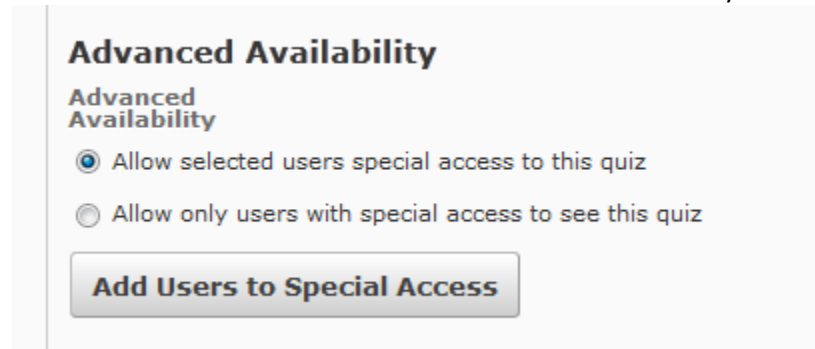 Advanced Availability
Advanced
Availability
Allow selected users special access to this quiz
Allow only users with special access to see this quiz
Add Users to Special Access